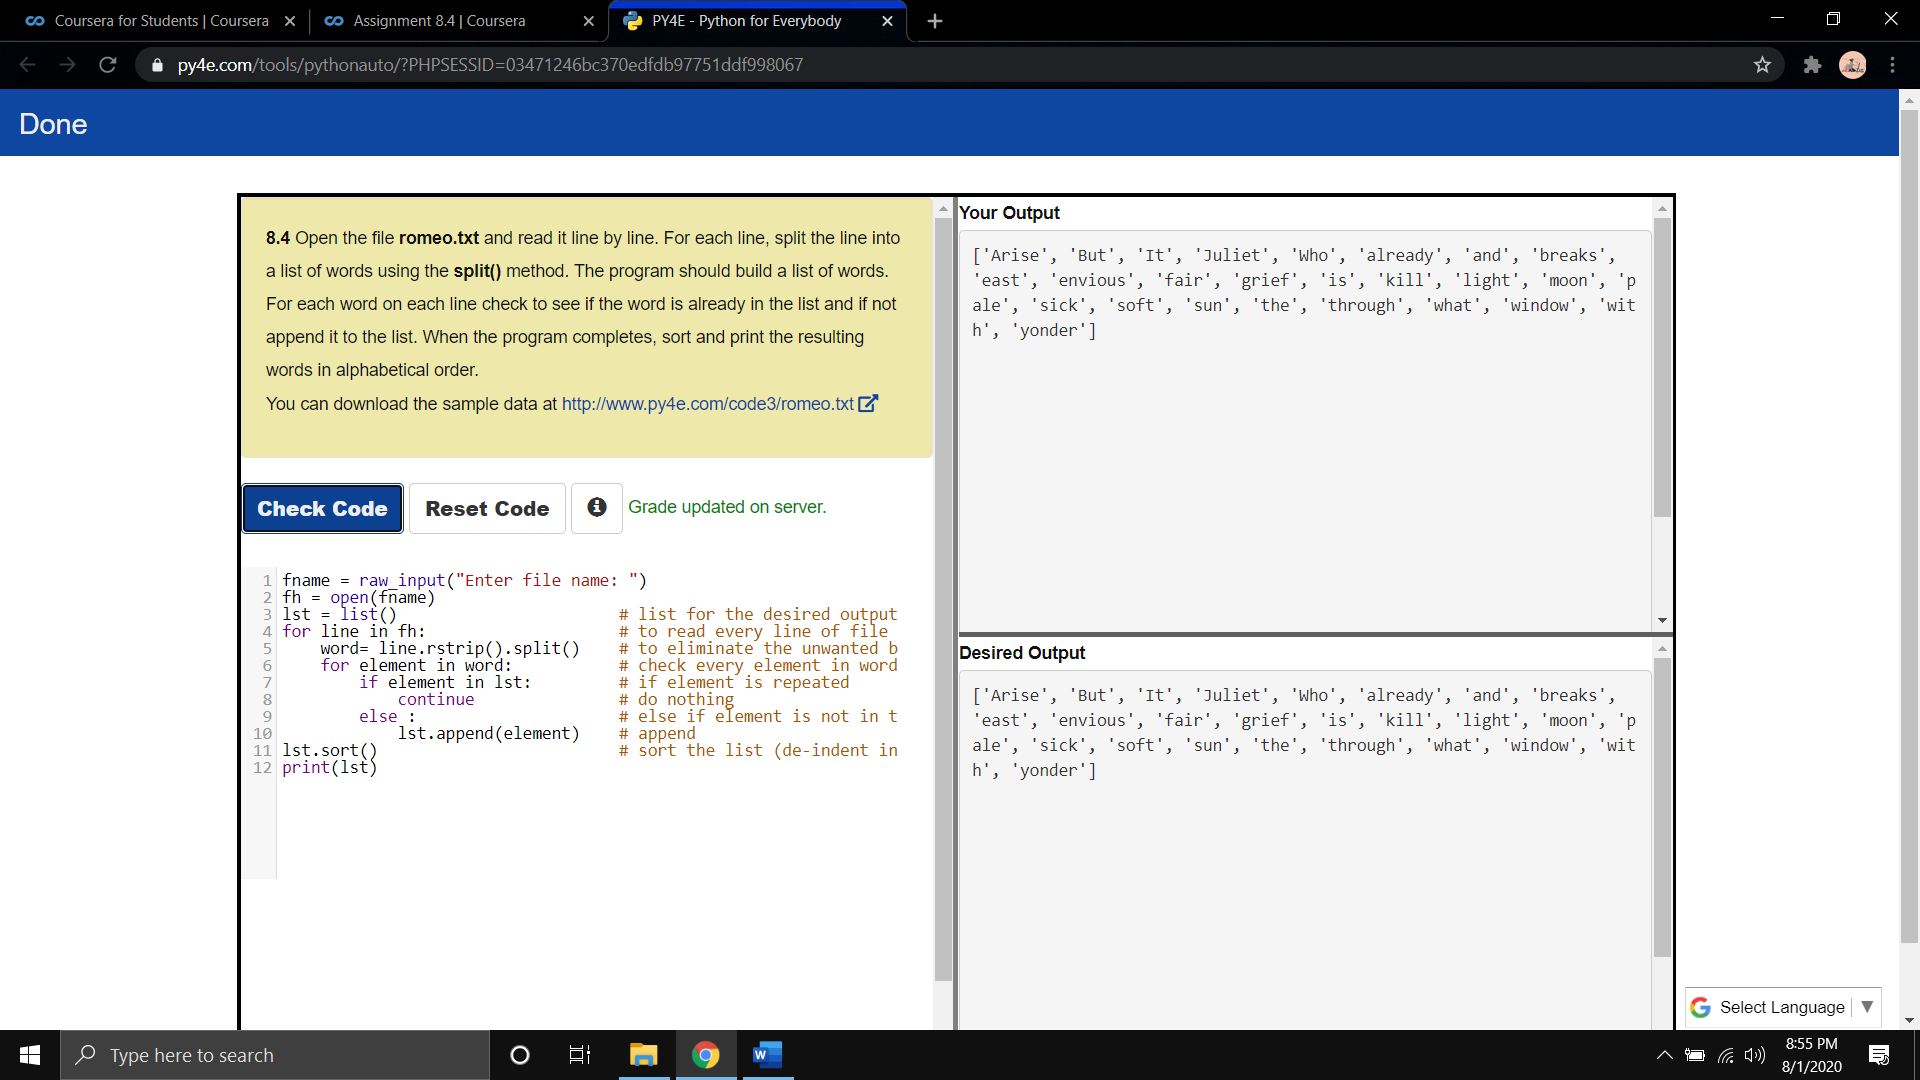 Coursera for Students | Coursera
Assignment 8.4 | Coursera
PY4E - Python for Everybody
py4e.com/tools/pythonauto/?PHPSESSID=03471246bc370edfdb97751ddf998067
Done
8.4 Open the file romeo.txt and read it line by line. For each line, split the line into
a list of words using the split() method. The program should build a list of words.
For each word on each line check to see if the word is already in the list and if not
append it to the list. When the program completes, sort and print the resulting
words in alphabetical order.
You can download the sample data at http://www.py4e.com/code3/romeo.txt
Check Code
Reset Code
Grade updated on server.
1 fname = raw_input("Enter file name: ")
2 fh = open(fname)
3 lst = list() # list for the desired output
4 for line in fh: # to read every line of file
5 word= line.rstrip().split() # to eliminate the unwanted b
6 for element in word: # check every element in word
7 if element in lst: # if element is repeated
8 continue # do nothing
9 else : # else if element is not in t
10 lst.append(element) # append
11 lst.sort() # sort the list (de-indent in
12 print(lst)
Your Output
['Arise', 'But', 'It', 'Juliet', 'Who', 'already', 'and', 'breaks',
'east', 'envious', 'fair', 'grief', 'is', 'kill', 'light', 'moon', 'p
ale', 'sick', 'soft', 'sun', 'the', 'through', 'what', 'window', 'wit
h', 'yonder']
Desired Output
['Arise', 'But', 'It', 'Juliet', 'Who', 'already', 'and', 'breaks',
'east', 'envious', 'fair', 'grief', 'is', 'kill', 'light', 'moon', 'p
ale', 'sick', 'soft', 'sun', 'the', 'through', 'what', 'window', 'wit
h', 'yonder']
Select Language
Type here to search
8:55 PM
8/1/2020